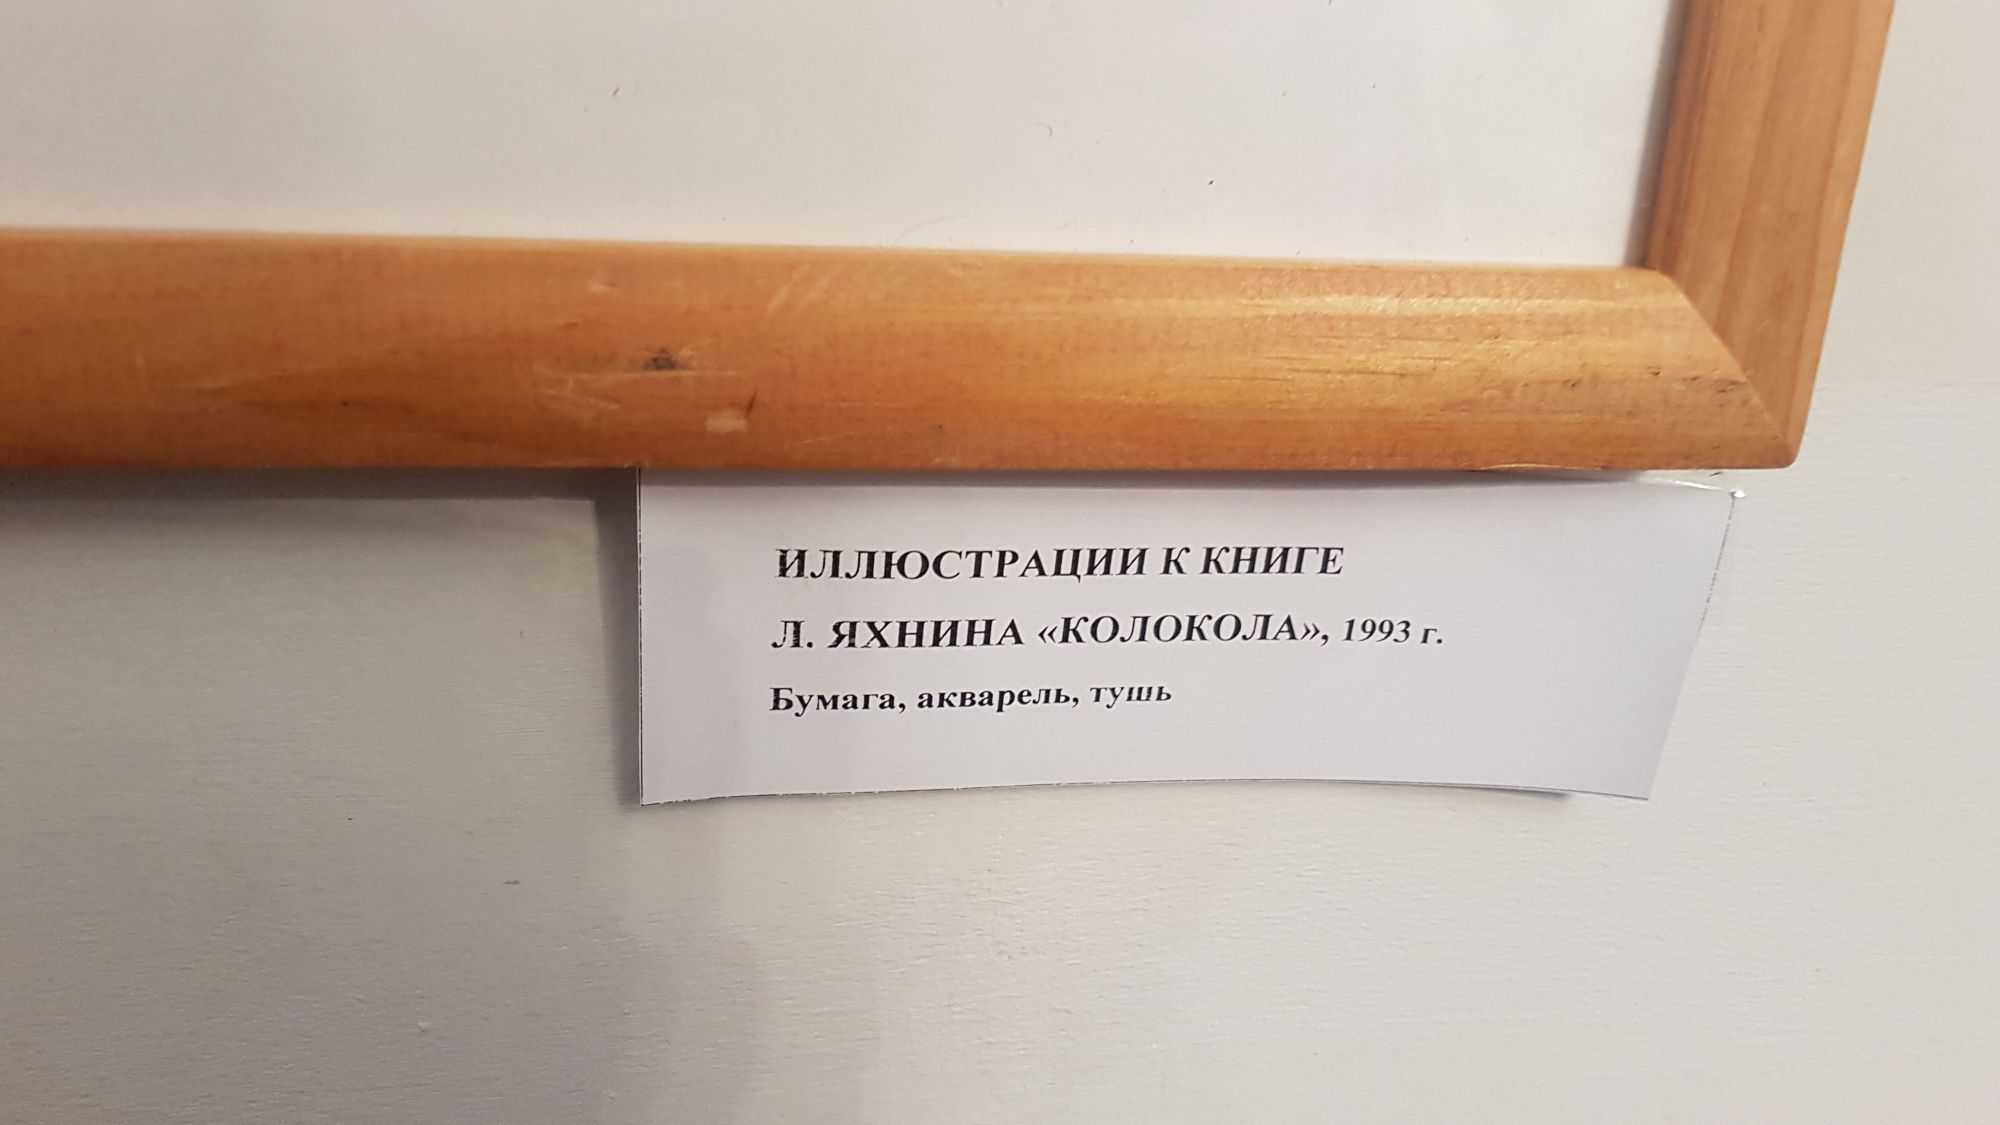 ИЛЛЮСТРАЦИИ К КНИГЕ
Л. ЯХНИНА «КОЛОКОЛА», 1993 г.
Бумага, акварель, тушь